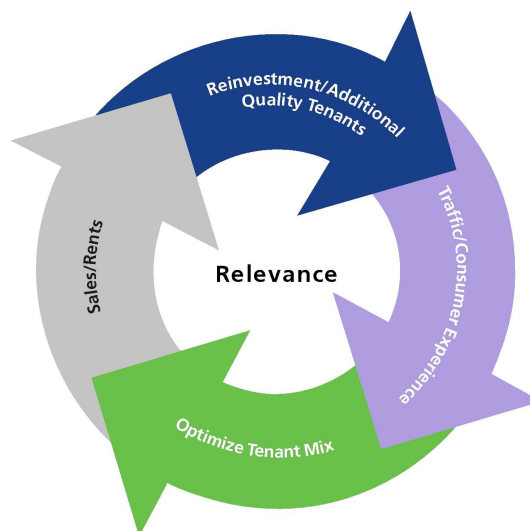 Reinvestment/Additional
Quality Tenants
Traffic/Consumer Experience
Relevance
Sales/Rents
Optimize Tenant Mix